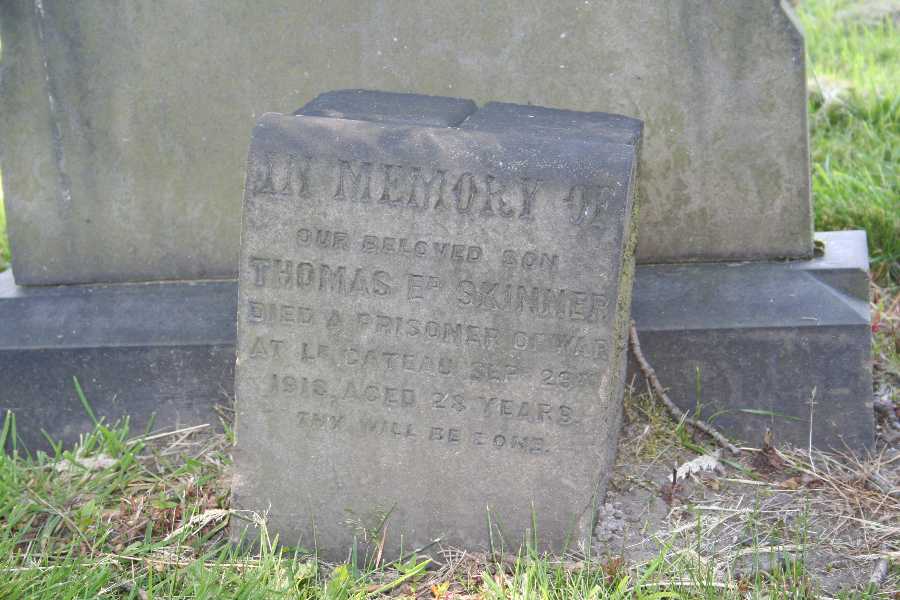 IN MEMORY OF
OUR BELOVED SON
THOMAS ED SKINNER
DIED A PRISONER OF WAR
AT LE CATEAU SEP
1918, AGED 28 YEARS.
THY WILL BE DONE.